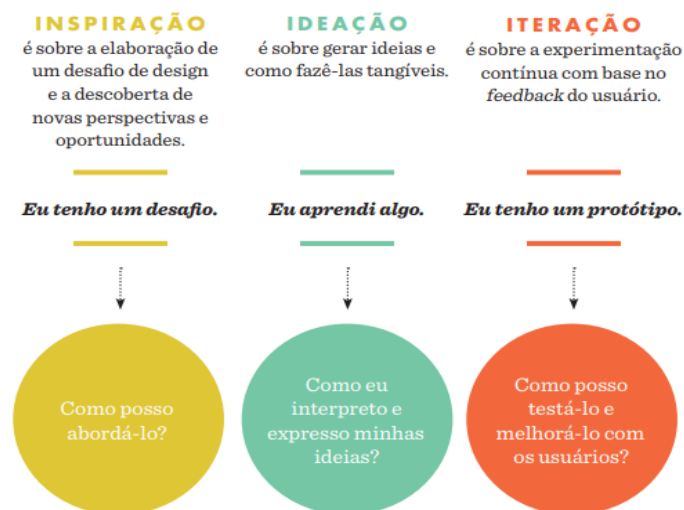 INSPIRAÇÃO
é sobre a elaboração de
um desafio de design
e a descoberta de
novas perspectivas e
oportunidades.
Eu tenho um desafio.
Como posso
abordá-lo?
IDEAÇÃO
é sobre gerar ideias e
como fazê-las tangíveis.
Eu aprendi algo.
Como eu
interpreto e
expresso minhas
ideias?
ITERAÇÃO
é sobre a experimentação
contínua com base no
feedback do usuário.
Eu tenho um protótipo.
Como posso
testá-lo e
melhorá-lo com
os usuários?